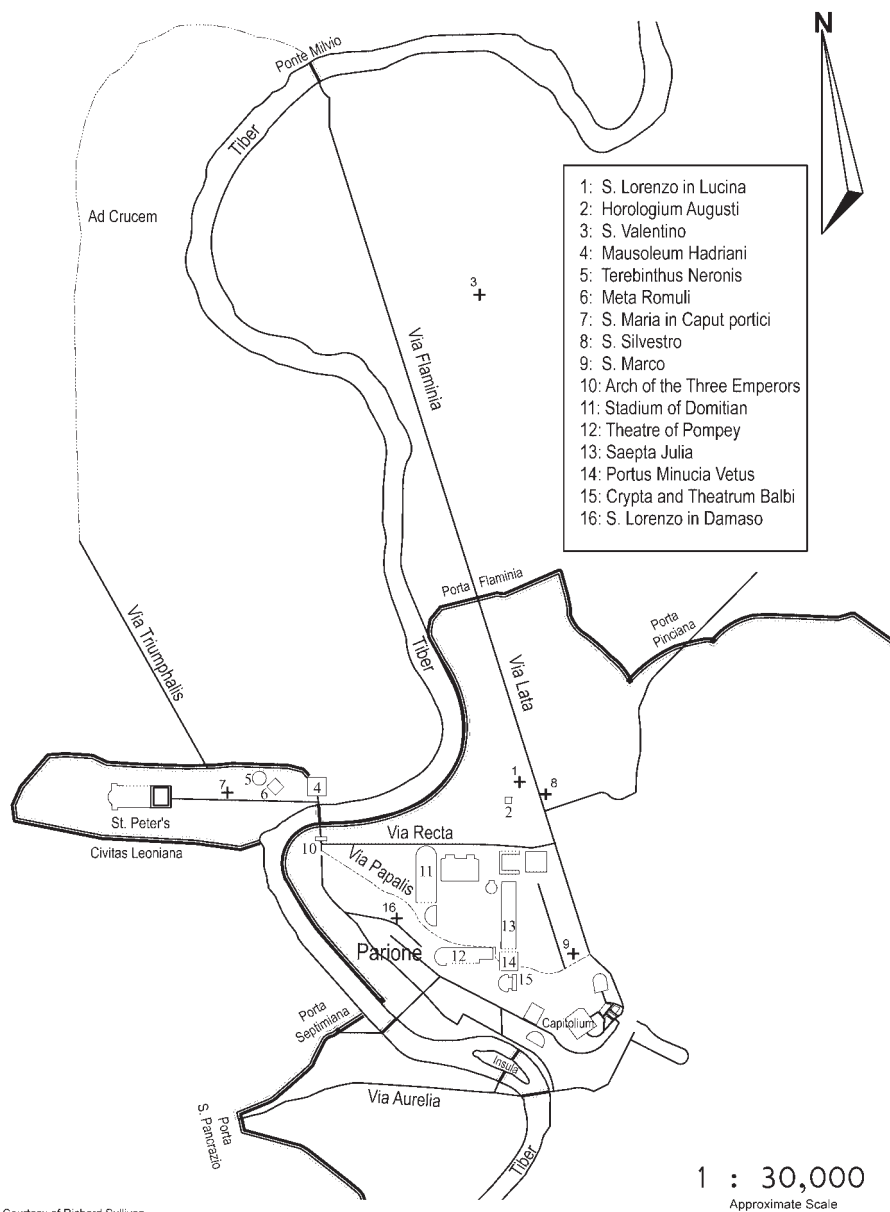 N
Ponte Milvio
Tiber
Ad Crucem
1: S. Lorenzo in Lucina
2: Horologium Augusti
3: S. Valentino
4: Mausoleum Hadriani
5: Terebinthus Neronis
6: Meta Romuli
7: S. Maria in Caput portici
8: S. Silvestro
9: S. Marco
10: Arch of the Three Emperors
11: Stadium of Domitian
12: Theatre of Pompey
13: Saepta Julia
14: Portus Minucia Vetus
15: Crypta and Theatrum Balbi
16: S. Lorenzo in Damaso
3
Via Flaminia
Porta Flaminia
Porta
Pinciana
Via Triumphalis
Tiber
Via Lata
1
8
2
7
5
6
4
St. Peter's
Civitas Leoniana
Via Recta
10
Via Papalis
11
16
13
Parione
12
9
14
15
Capitolium
Porta
Septimiana
Insula
Via Aurelia
Porta
S. Pancrazio
Tiber
1 : 30,000
Approximate Scale